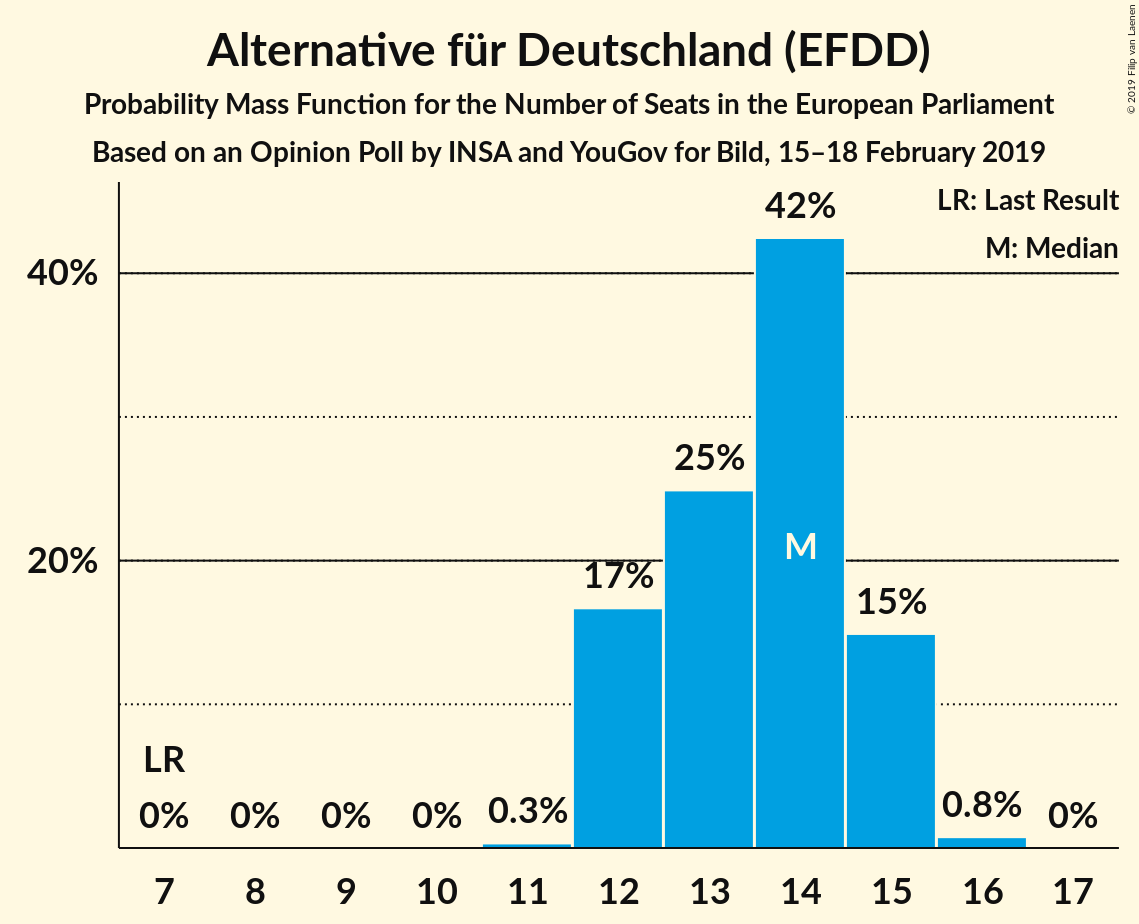 Alternative für Deutschland (EFDD)
Probability Mass Function for the Number of Seats in the European Parliament
Based on an Opinion Poll by INSA and YouGov for Bild, 15–18 February 2019
© 2019 Filip van Laenen
LR: Last Result
M: Median
42%
40%
25%
M
20%
17%
15%
LR
0% 0% 0% 0% 0.3% 0.8% 0%
7 8 9 10 11 12 13 14 15 16 17